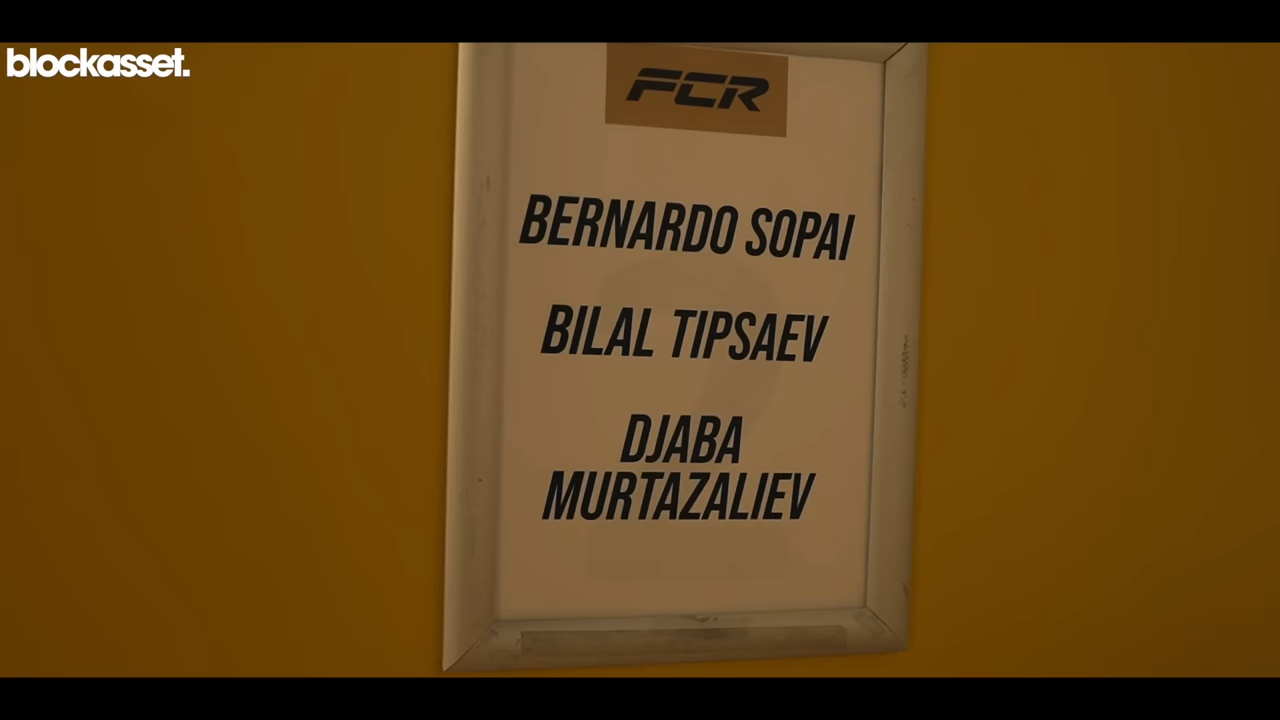 blockasset.
FCR
BERNARDO SOPAI
BILAL TIPSAEV
DJABA
MURTAZALIEV